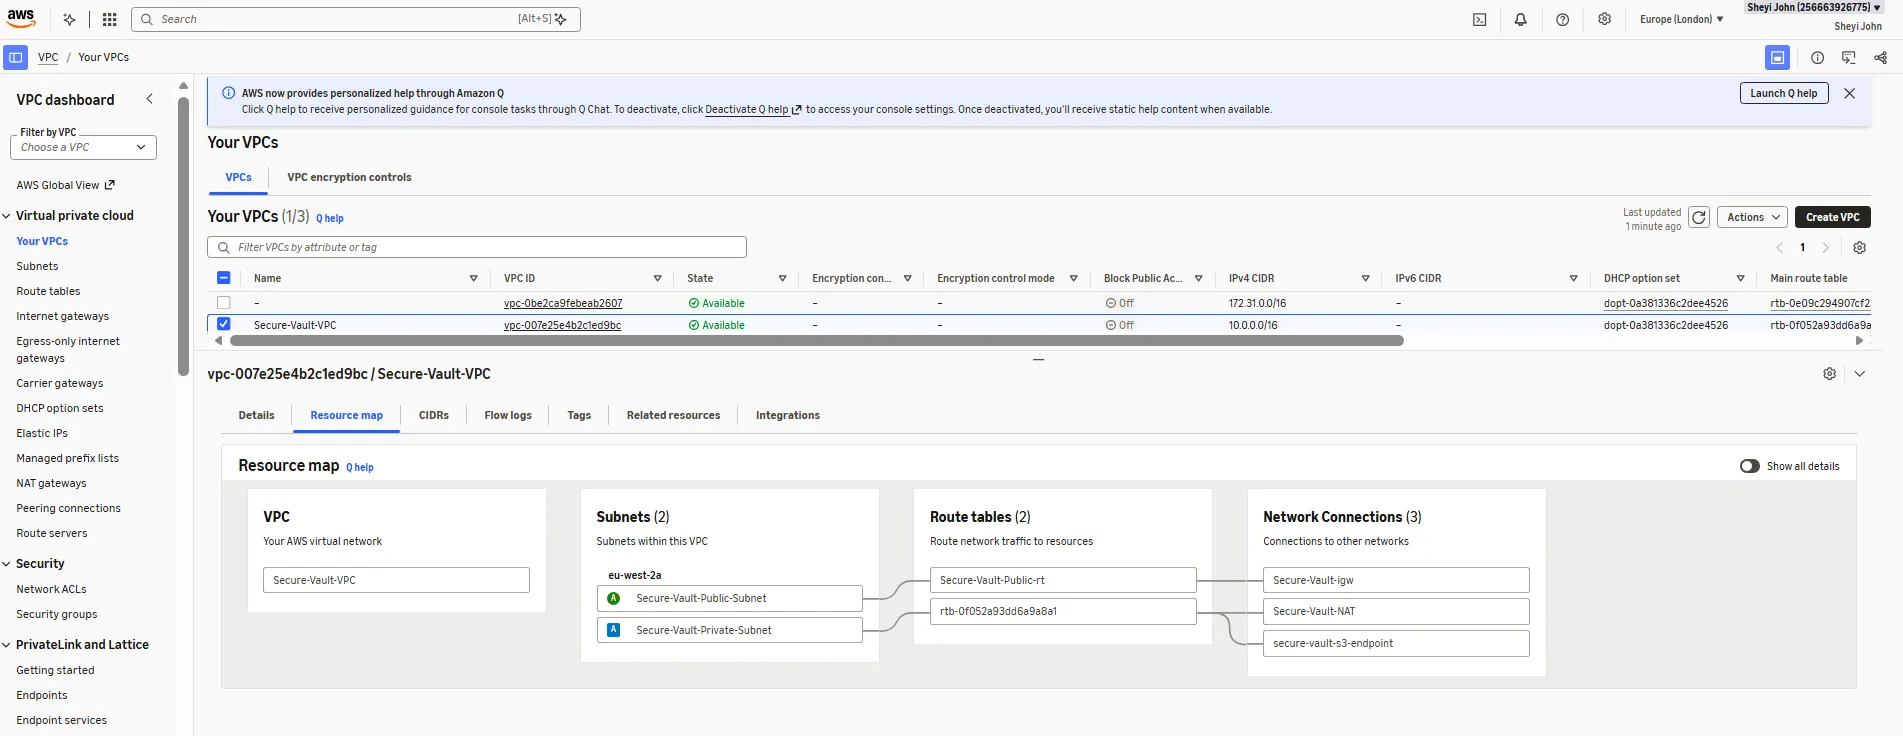 aws
Search
[Alt+S]
Europe (London) ▼
Sheyi John (256663926775) ▼
Sheyi John
VPC / Your VPCs
VPC dashboard
Filter by VPC
Choose a VPC
AWS Global View
Virtual private cloud
Your VPCs
Subnets
Route tables
Internet gateways
Egress-only internet
gateways
Carrier gateways
DHCP option sets
Elastic IPs
Managed prefix lists
NAT gateways
Peering connections
Route servers
Security
Network ACLs
Security groups
PrivateLink and Lattice
Getting started
Endpoints
Endpoint services
AWS now provides personalized help through Amazon Q
Click Q help to receive personalized guidance for console tasks through Q Chat. To deactivate, click Deactivate Q help to access your console settings. Once deactivated, you'll receive static help content when available.
Launch Q help
Your VPCs
VPCs
VPC encryption controls
Your VPCs (1/3) Q help
Last updated
1 minute ago
Actions
Create VPC
Filter VPCs by attribute or tag
1
Name VPC ID State Encryption con... Encryption control mode Block Public Ac... IPv4 CIDR IPv6 CIDR DHCP option set Main route table
– vpc-0be2ca9febeab2607 Available – – Off 172.31.0.0/16 – dopt-0a381336c2dee4526 rtb-0e09c294907cf2
Secure-Vault-VPC vpc-007e25e4b2c1ed9bc Available – – Off 10.0.0.0/16 – dopt-0a381336c2dee4526 rtb-0f052a93dd6a9a
vpc-007e25e4b2c1ed9bc / Secure-Vault-VPC
Details
Resource map
CIDRs
Flow logs
Tags
Related resources
Integrations
Resource map Q help
Show all details
VPC
Your AWS virtual network
Secure-Vault-VPC
Subnets (2)
Subnets within this VPC
eu-west-2a
A Secure-Vault-Public-Subnet
A Secure-Vault-Private-Subnet
Route tables (2)
Route network traffic to resources
Secure-Vault-Public-rt
rtb-0f052a93dd6a9a8a1
Network Connections (3)
Connections to other networks
Secure-Vault-igw
Secure-Vault-NAT
secure-vault-s3-endpoint